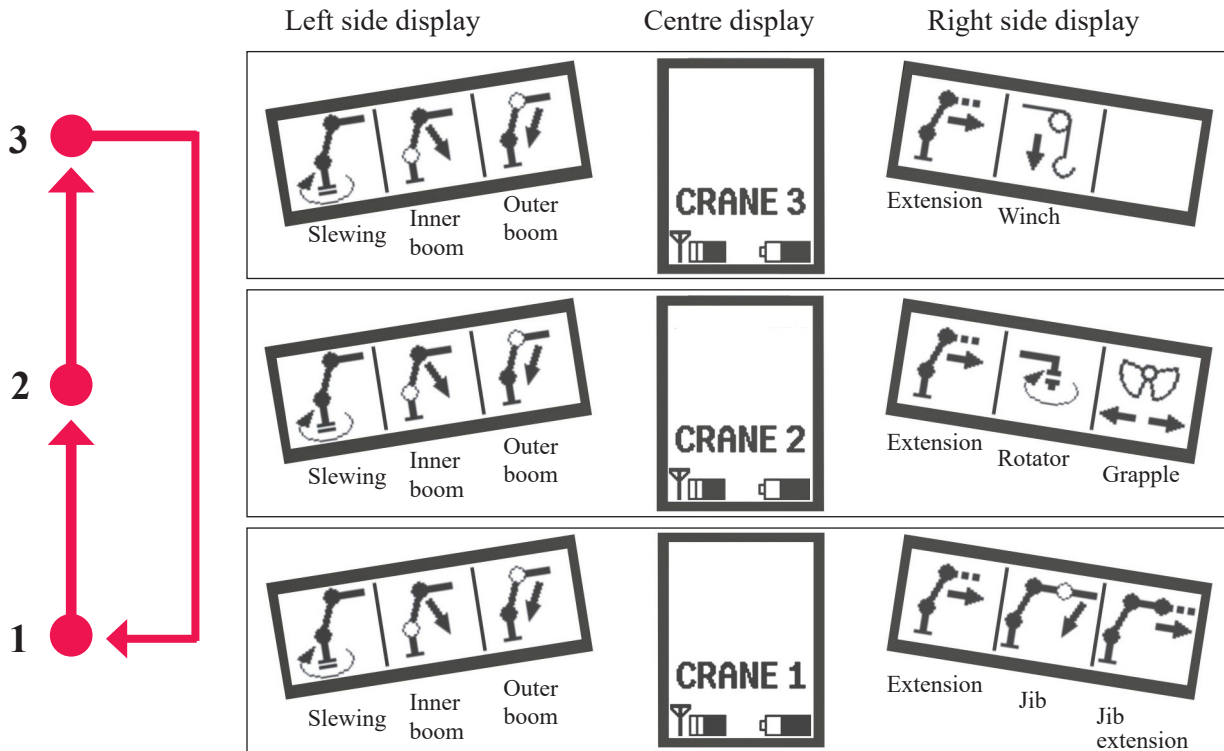 Left side display
Centre display
Right side display
3
Slewing
Inner
boom
Outer
boom
CRANE 3
Extension
Winch
2
Slewing
Inner
boom
Outer
boom
CRANE 2
Extension
Rotator
Grapple
1
Slewing
Inner
boom
Outer
boom
CRANE 1
Extension
Jib
Jib
extension